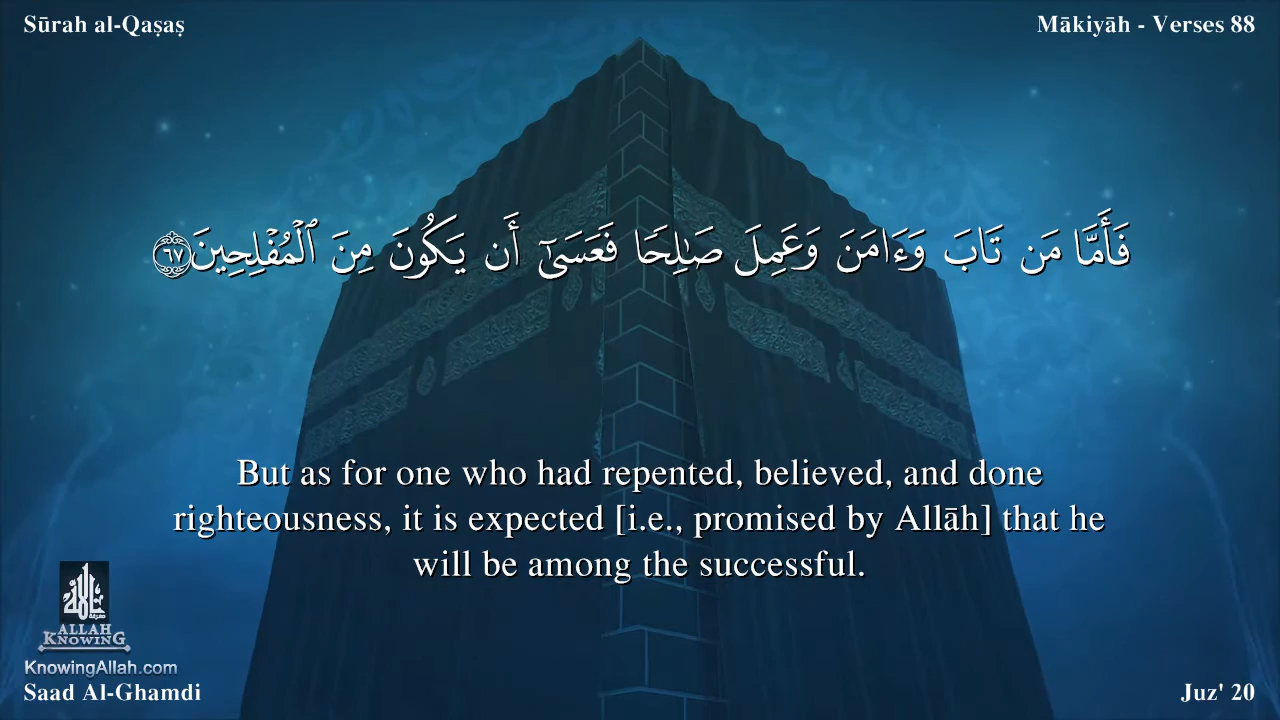 Sūrah al-Qaṣaṣ
Mākiyāh - Verses 88
فَأَمَّا مَن تَابَ وَءَامَنَ وَعَمِلَ صَـٰلِحًا فَعَسَىٰٓ أَن يَكُونَ مِنَ ٱلْمُفْلِحِينَ ٦٧
But as for one who had repented, believed, and done
righteousness, it is expected [i.e., promised by Allāh] that he
will be among the successful.
ALLAH
KNOWING
KnowingAllah.com
Saad Al-Ghamdi
Juz' 20